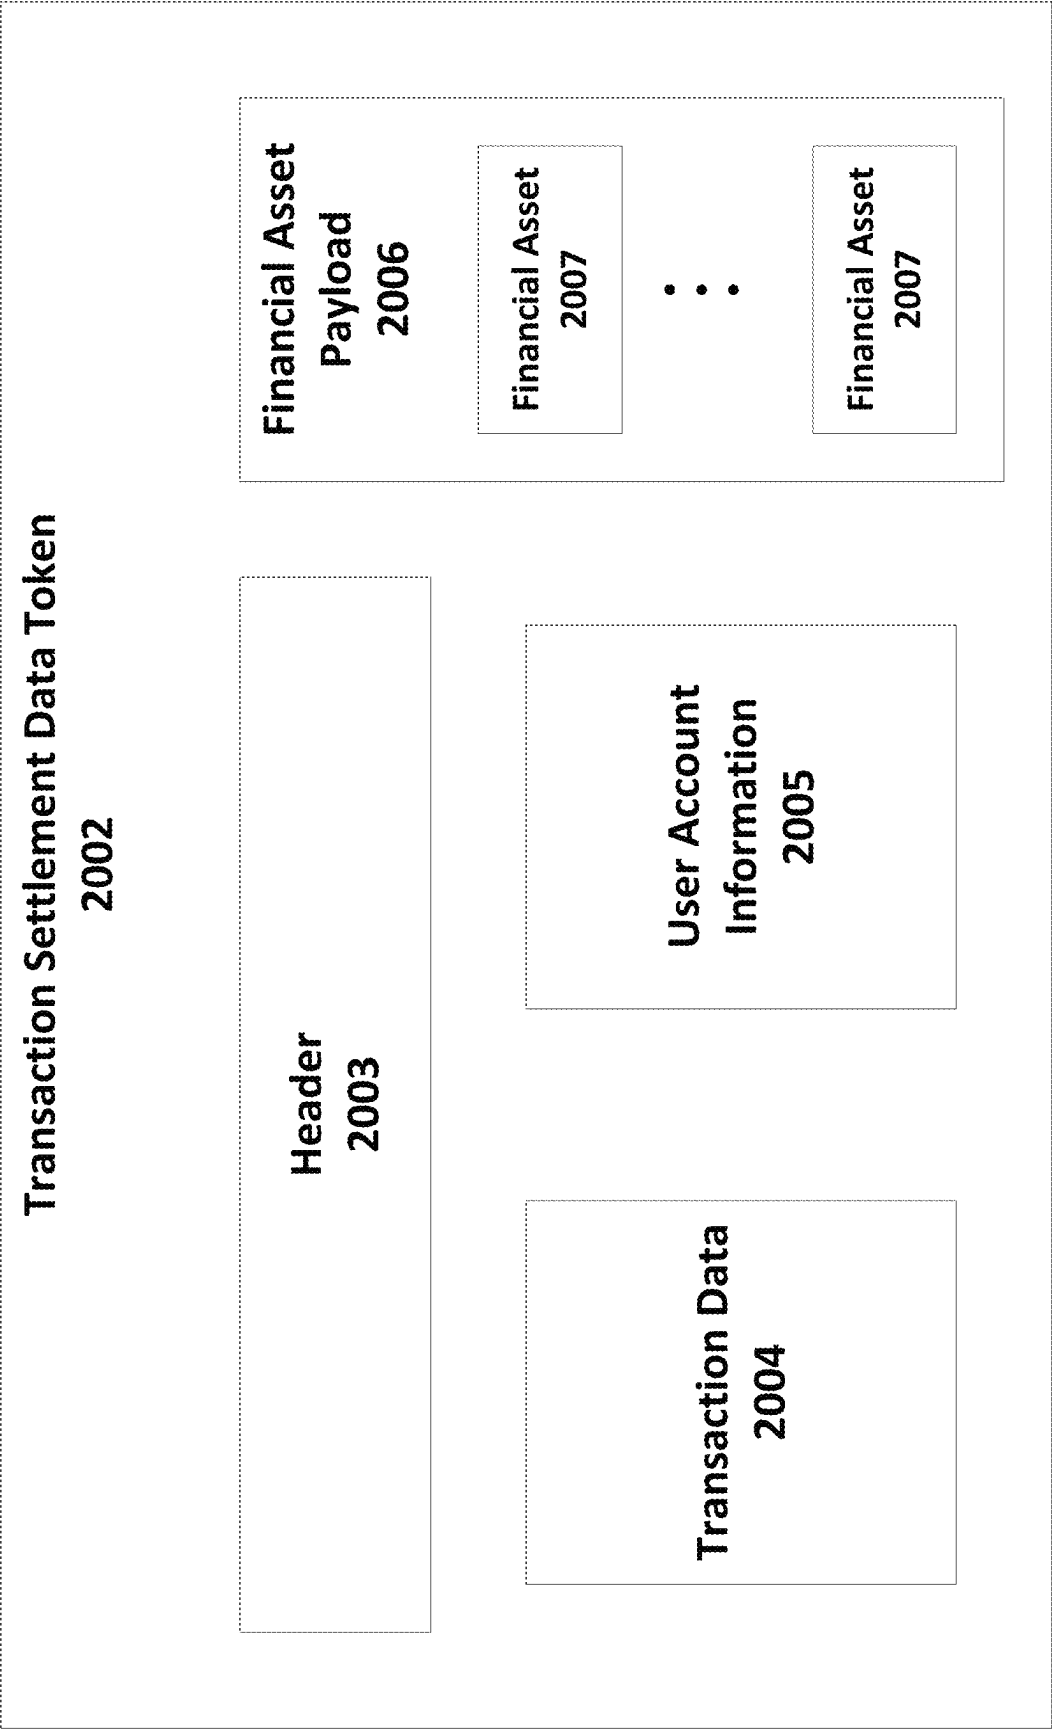 Transaction Settlement Data Token
2002
Header
2003
Transaction Data
2004
User Account
Information
2005
Financial Asset
Payload
2006
Financial Asset
2007
Financial Asset
2007